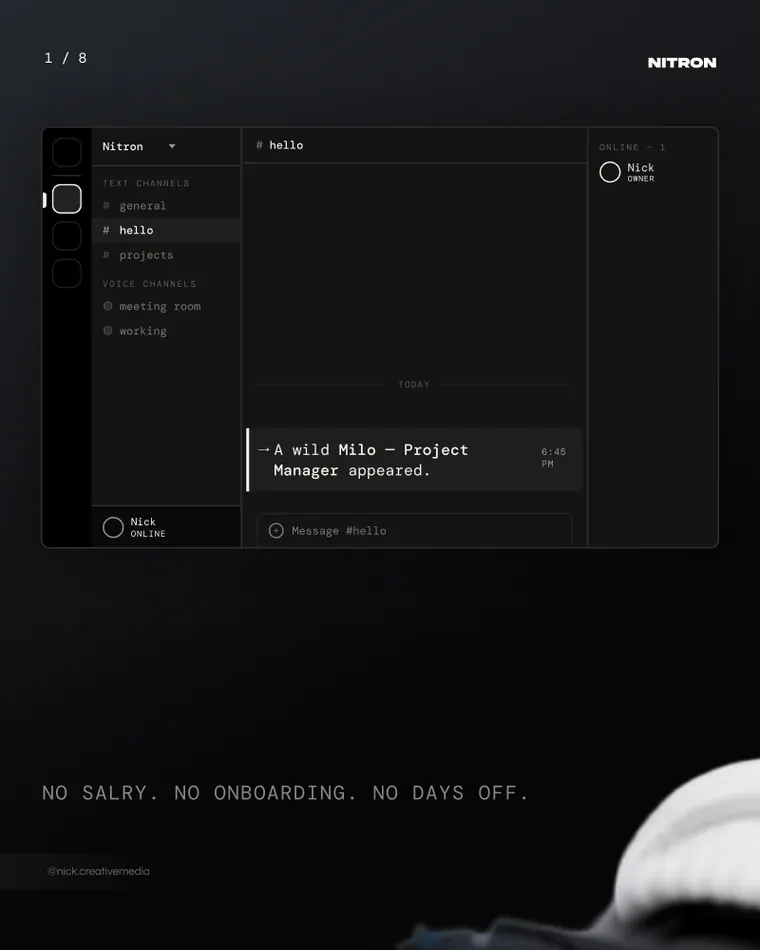 1 / 8
NITRON
Nitron
TEXT CHANNELS
# general
# hello
# projects
VOICE CHANNELS
meeting room
working
Nick
ONLINE
# hello
TODAY
→A wild Milo — Project
Manager appeared.
6:45
PM
Message #hello
ONLINE — 1
Nick
OWNER
NO SALRY. NO ONBOARDING. NO DAYS OFF.
@nick.creativemedia